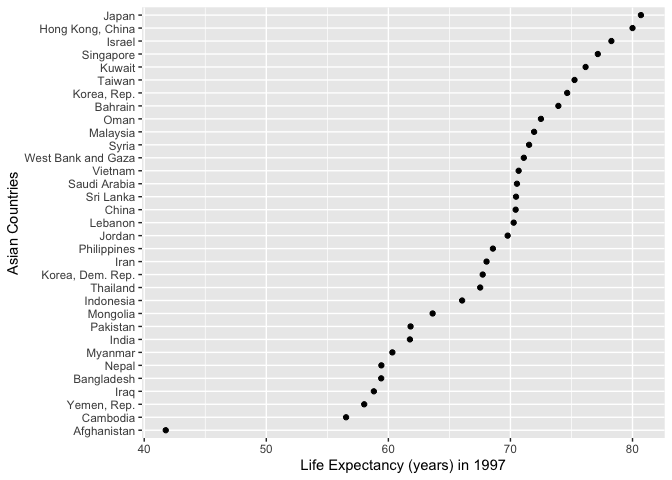 Japan
Hong Kong, China
Israel
Singapore
Kuwait
Taiwan
Korea, Rep.
Bahrain
Oman
Malaysia
Syria
West Bank and Gaza
Vietnam
Saudi Arabia
Sri Lanka
China
Lebanon
Jordan
Philippines
Iran
Korea, Dem. Rep.
Thailand
Indonesia
Mongolia
Pakistan
India
Myanmar
Nepal
Bangladesh
Iraq
Yemen, Rep.
Cambodia
Afghanistan
Asian Countries
40 50 60 70 80
Life Expectancy (years) in 1997